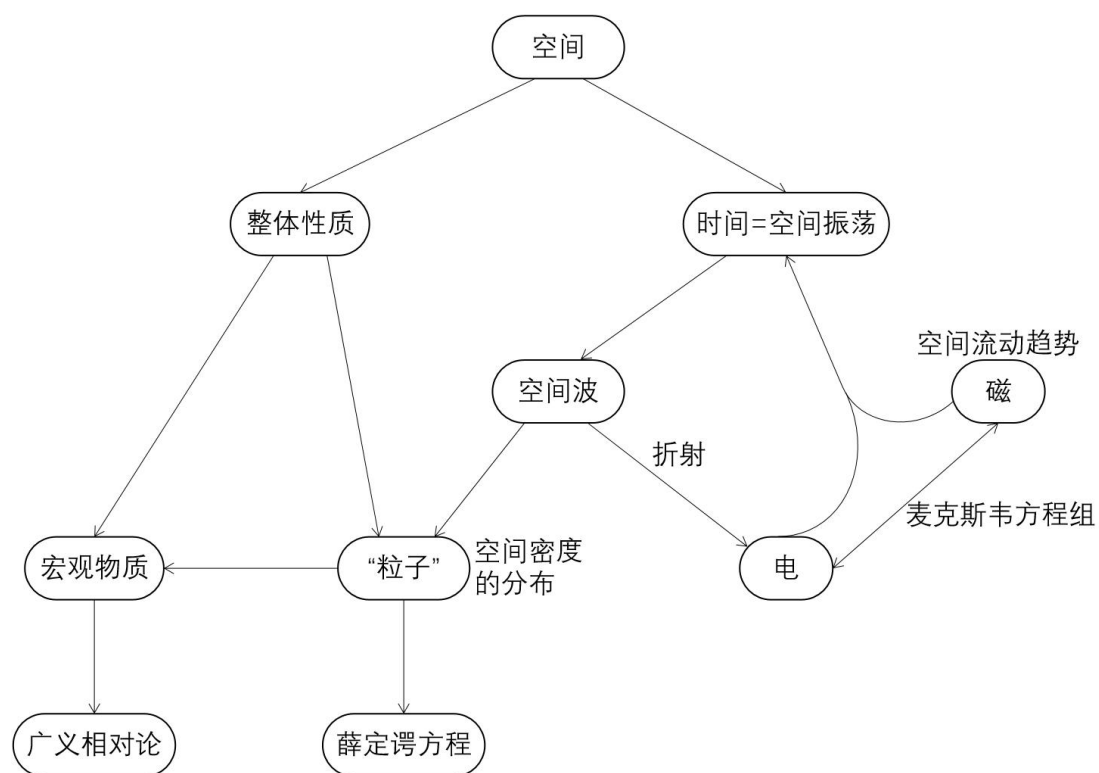 空间
整体性质
时间=空间振荡
空间流动趋势
空间波
磁
折射
麦克斯韦方程组
宏观物质
“粒子”
空间密度
的分布
电
广义相对论
薛定谔方程